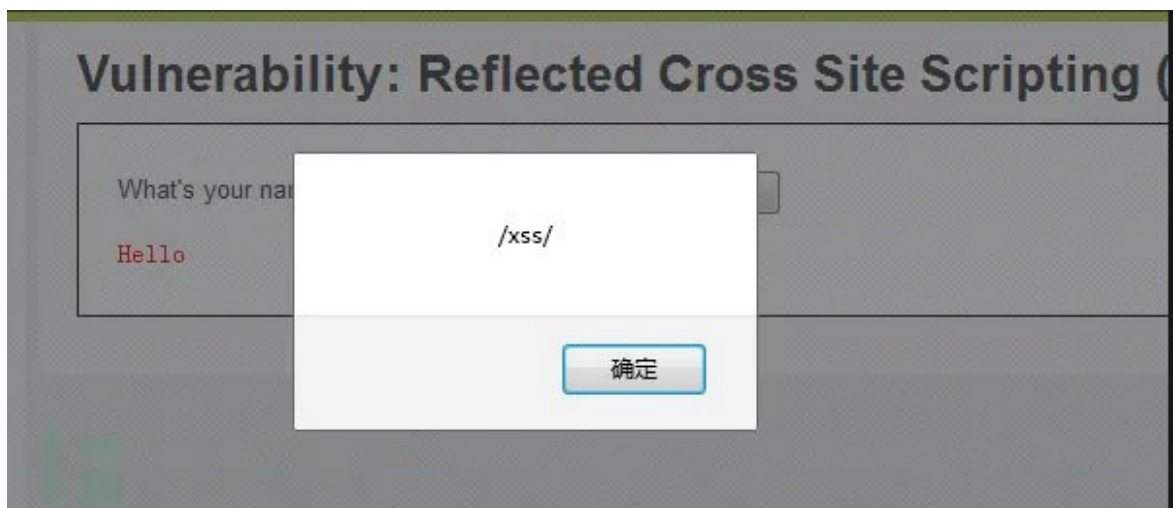 Vulnerability: Reflected Cross Site Scripting (
What's your nar
/xss/
Hello
确定